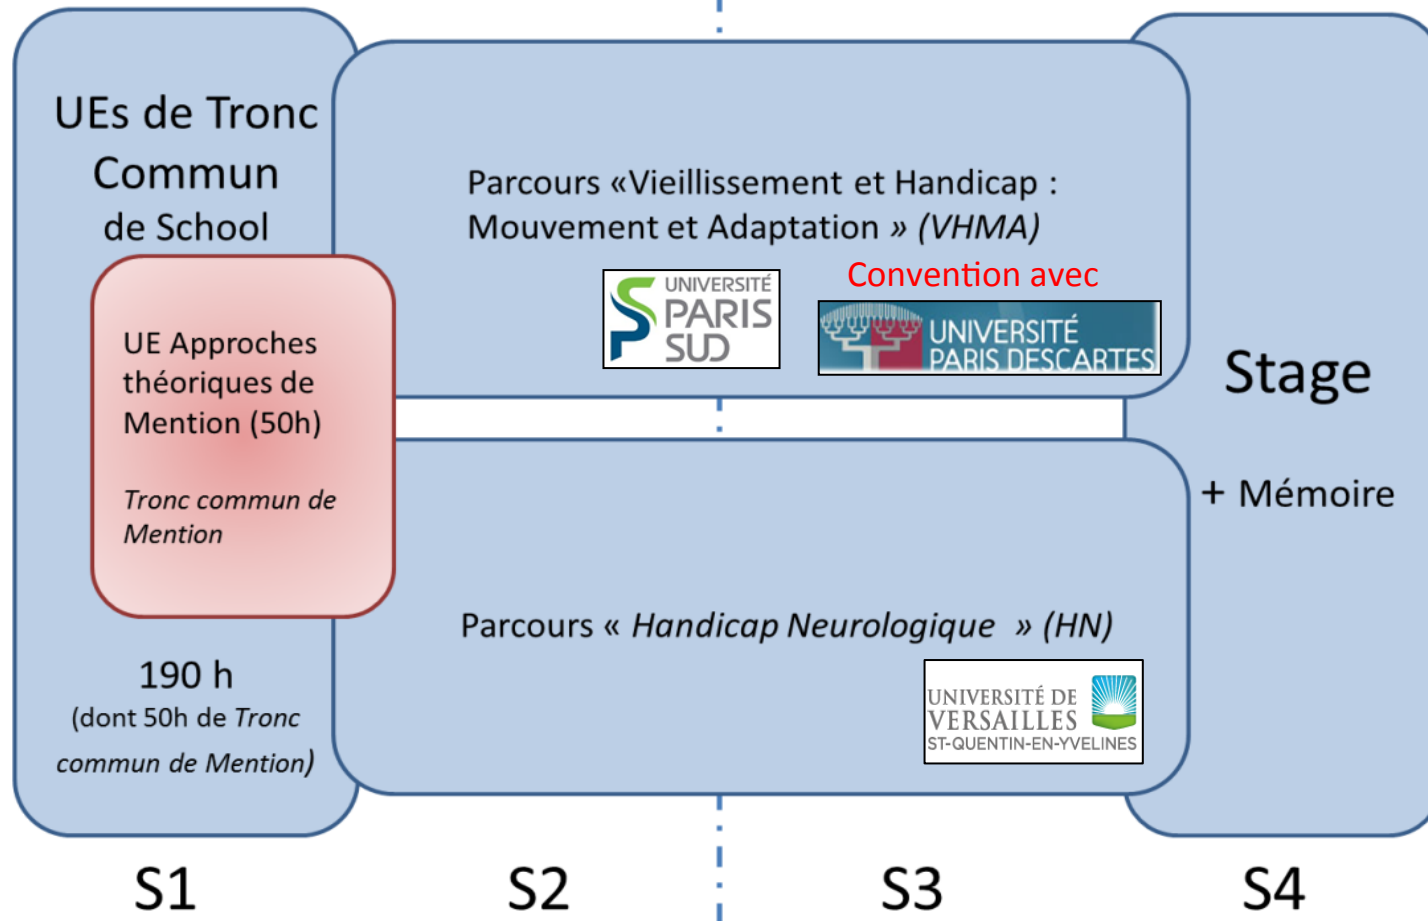 UEs de Tronc
Commun
de School
UE Approches
théoriques de
Mention (50h)
Tronc commun de
Mention
190 h
(dont 50h de Tronc
commun de Mention)
Parcours «Vieillissement et Handicap :
Mouvement et Adaptation » (VHMA)
UNIVERSITÉ
PARIS
SUD
Convention avec
UNIVERSITÉ
PARIS DESCARTES
Parcours « Handicap Neurologique » (HN)
UNIVERSITÉ DE
VERSAILLES
ST-QUENTIN-EN-YVELINES
Stage
+ Mémoire
S1
S2
S3
S4